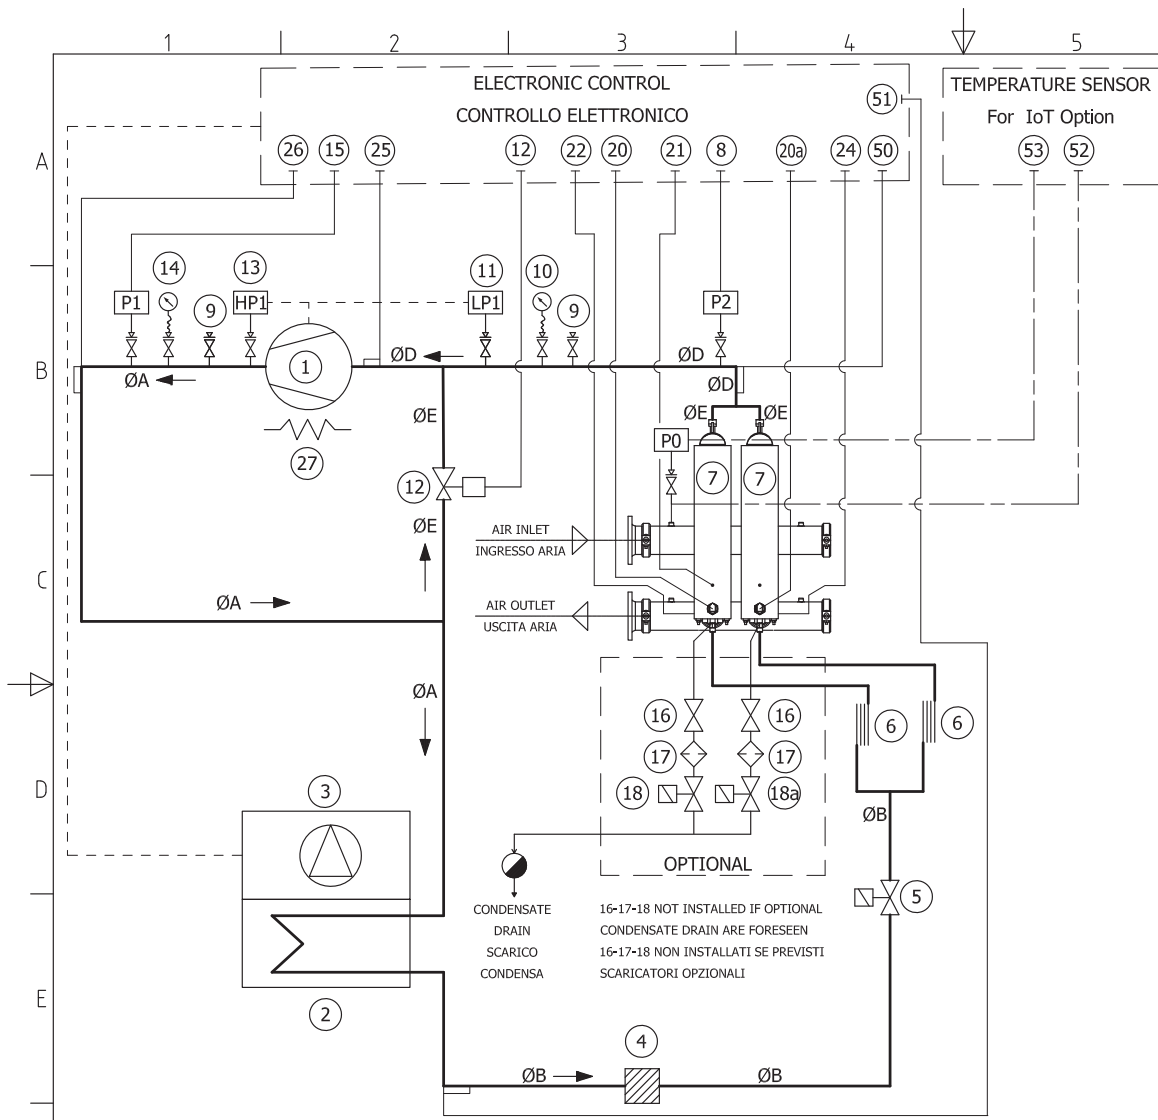 1 2 3 4 5
ELECTRONIC CONTROL
CONTROLLO ELETTRONICO
51
TEMPERATURE SENSOR
For IoT Option
A
26 15 25 12 22 20 21 8 20a 24 50 53 52
14 13 11 10
P1 9 HP1 LP1 9 P2
B
1
ØD ØD
ØA ØD
ØE ØE ØE
P0
27
7 7
12
ØE
AIR INLET
INGRESSO ARIA
C
ØA
AIR OUTLET
USCITA ARIA
ØA
16 16
6 6
17 17
D
3
18 18a
ØB
OPTIONAL
5
CONDENSATE
DRAIN
SCARICO
CONDENSA
16-17-18 NOT INSTALLED IF OPTIONAL
CONDENSATE DRAIN ARE FORESEEN
16-17-18 NON INSTALLATI SE PREVISTI
SCARICATORI OPZIONALI
E
2
4
ØB ØB